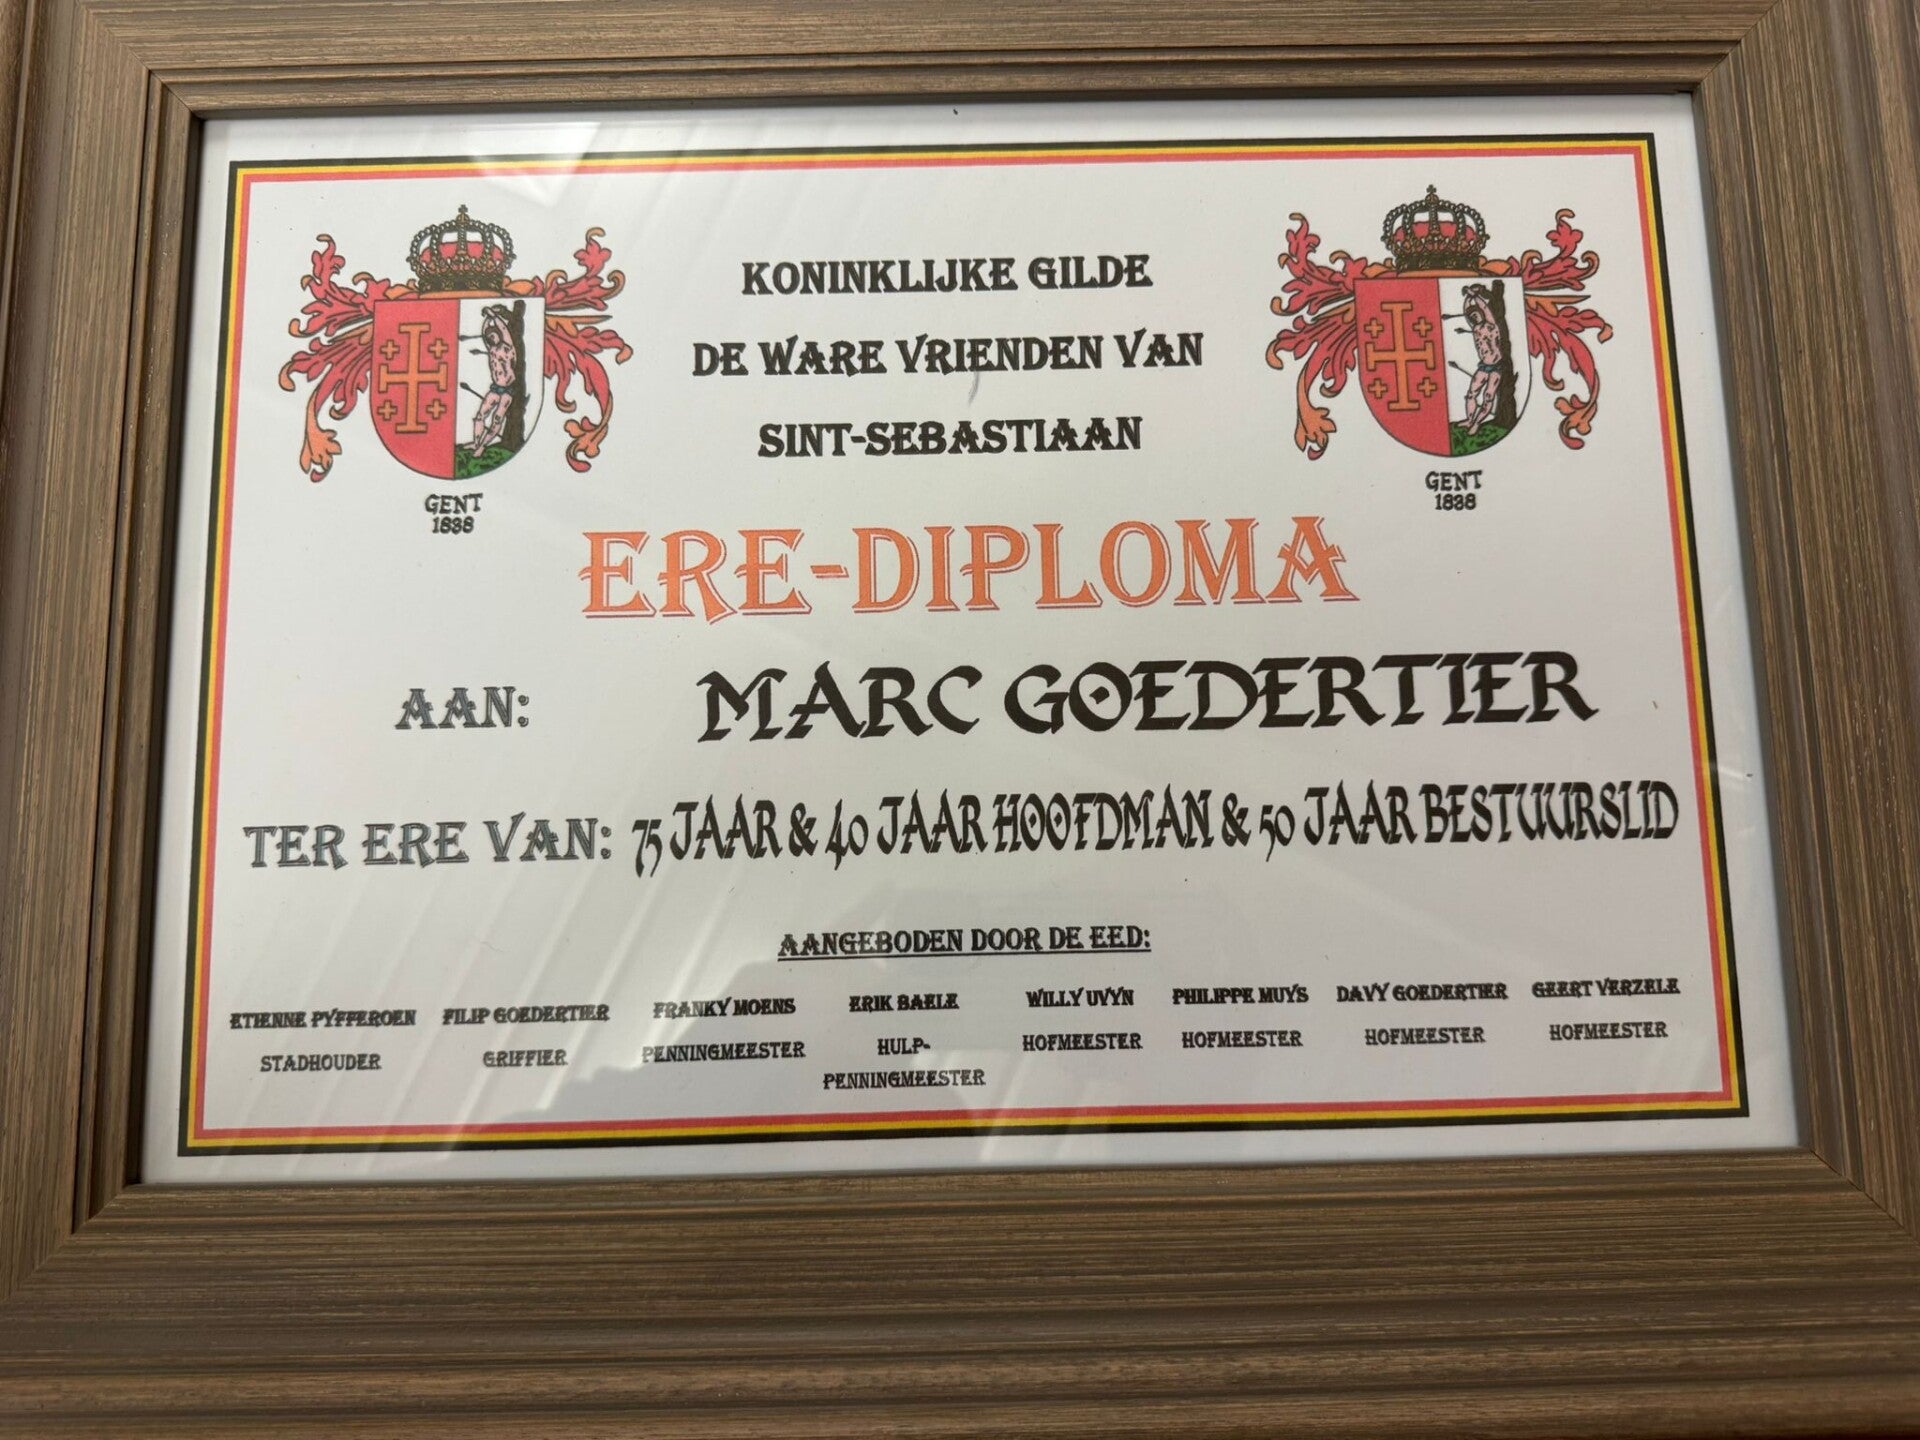 KONINKLIJKE GILDE
DE WARE VRIENDEN VAN
SINT-SEBASTIAAN
GENT
1838
GENT
1838
ERE-DIPLOMA
AAN: MARC GOEDERTIER
TER ERE VAN: 75 JAAR & 40 JAAR HOOFDMAN & 50 JAAR BESTUURSLID
AANGEBODEN DOOR DE EED:
ETIENNE PYFFEROEN FILIP GOEDERTIER FRANKY MOENS ERIK BAELE WILLY UVYN PHILIPPE MUYS DAVY GOEDERTIER GEERT VERZELE
STADHOUDER GRIFFIER PENNINGMEESTER HULP- HOFMEESTER HOFMEESTER HOFMEESTER HOFMEESTER
PENNINGMEESTER